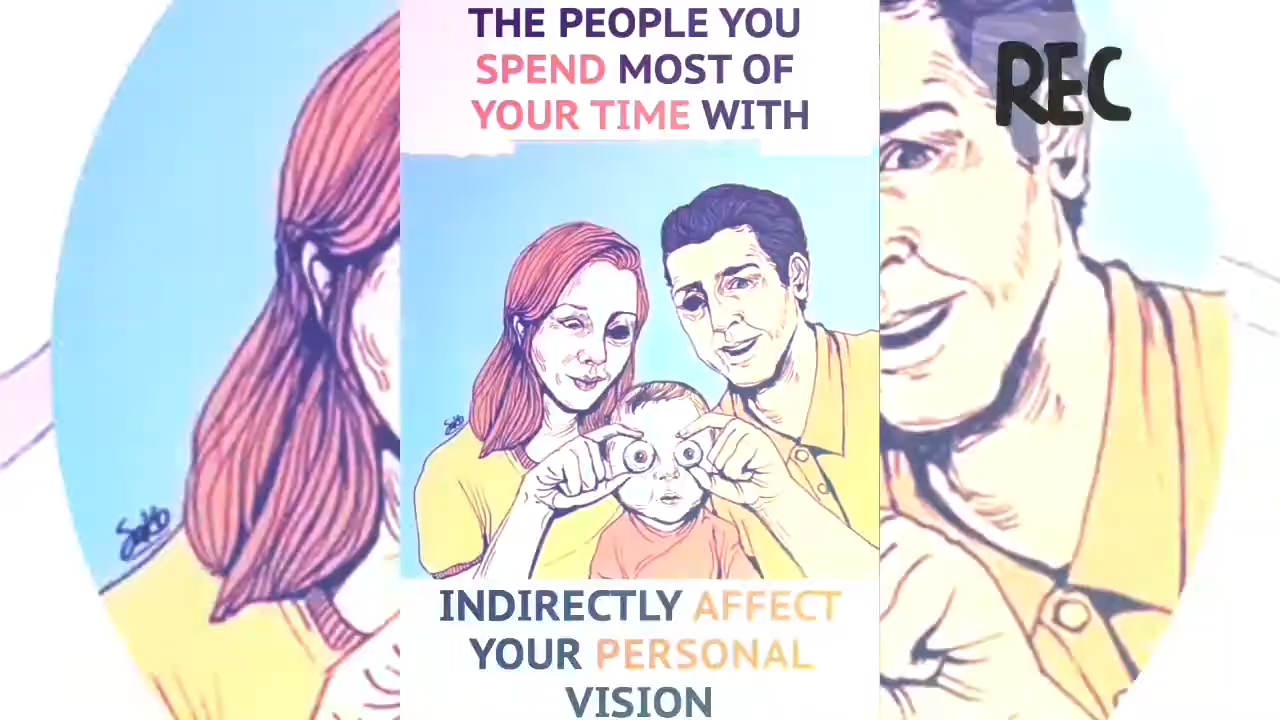 THE PEOPLE YOU
SPEND MOST OF
YOUR TIME WITH
REC
INDIRECTLY AFFECT
YOUR PERSONAL
VISION